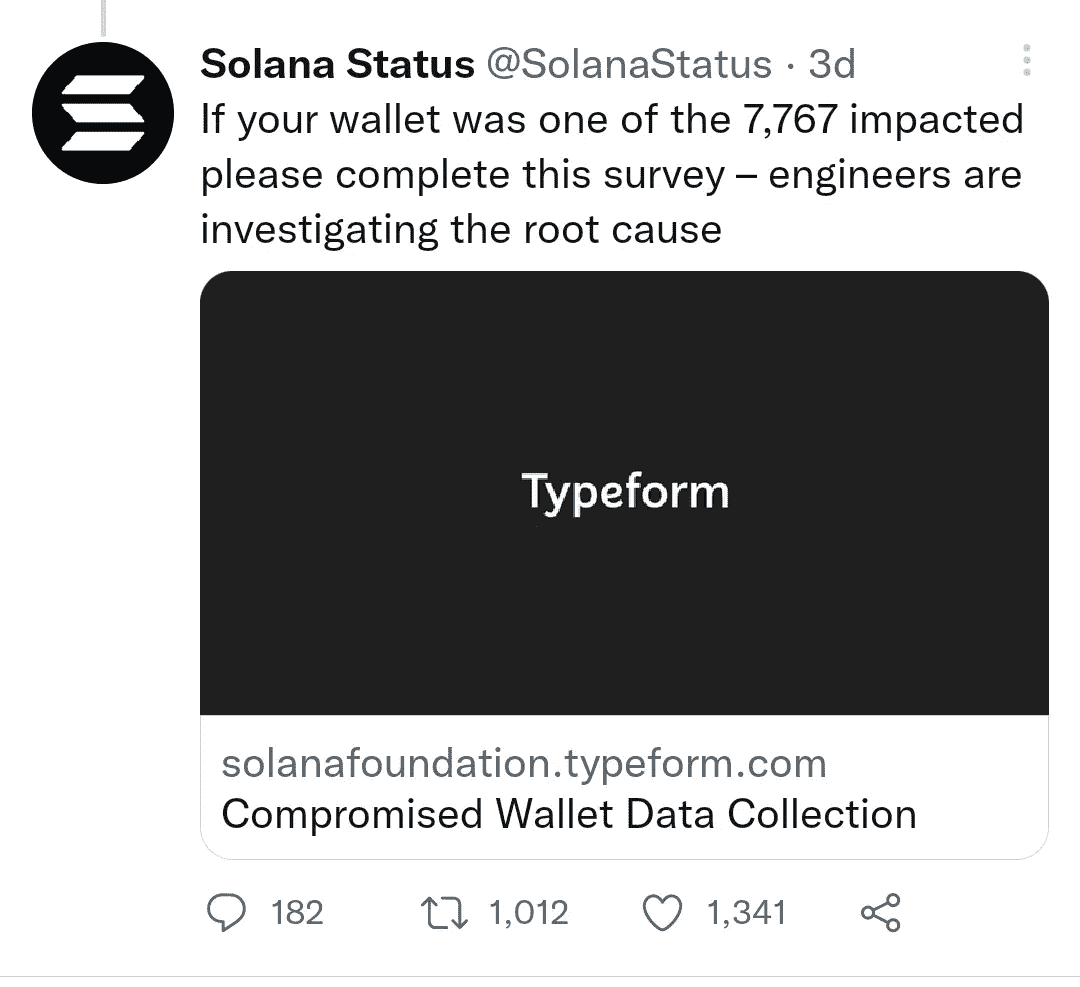 Solana Status @SolanaStatus · 3d
If your wallet was one of the 7,767 impacted
please complete this survey – engineers are
investigating the root cause
Typeform
solanafoundation.typeform.com
Compromised Wallet Data Collection
182 1,012 1,341